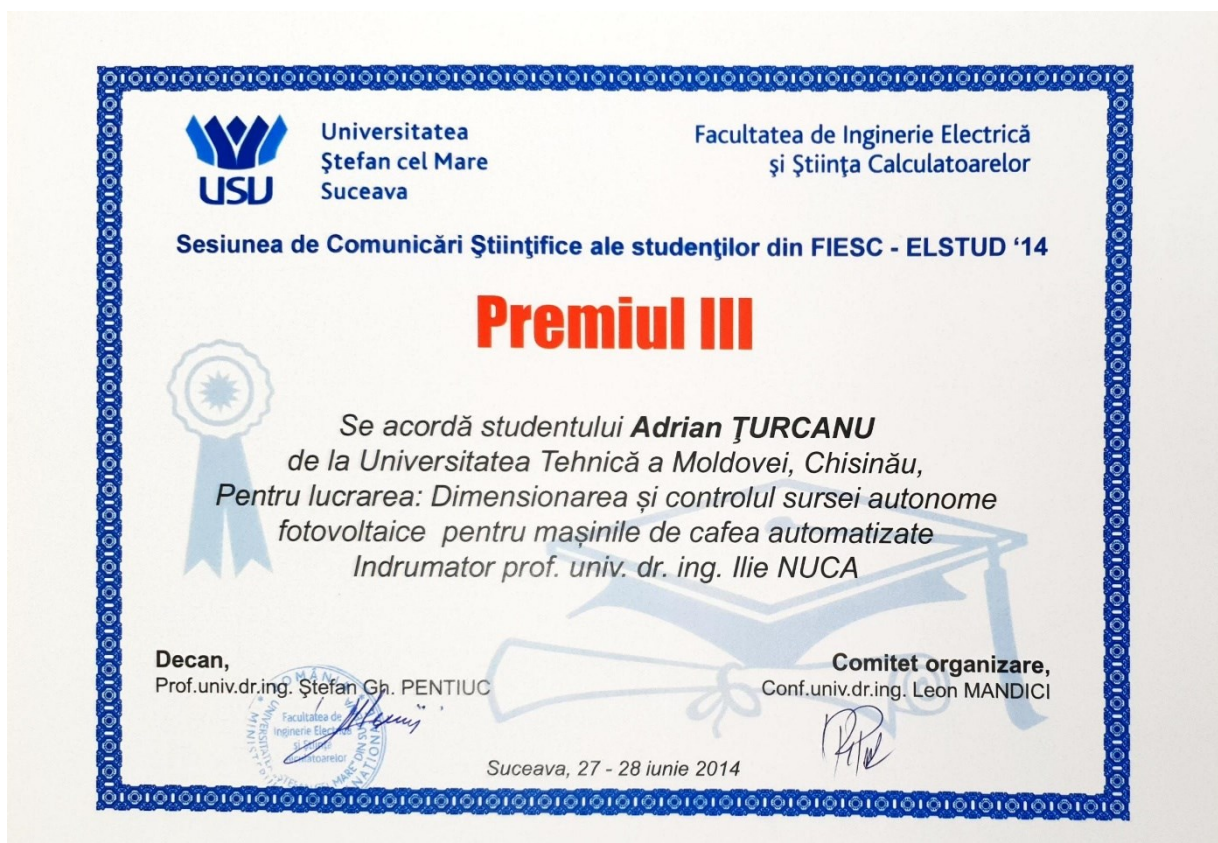 USU
Universitatea
Ştefan cel Mare
Suceava
Facultatea de Inginerie Electrică
şi Ştiinţa Calculatoarelor
Sesiunea de Comunicări Ştiinţifice ale studenţilor din FIESC - ELSTUD ‘14
Premiul III
Se acordă studentului Adrian ŢURCANU
de la Universitatea Tehnică a Moldovei, Chisinău,
Pentru lucrarea: Dimensionarea și controlul sursei autonome
fotovoltaice pentru mașinile de cafea automatizate
Indrumator prof. univ. dr. ing. Ilie NUCA
Decan,
Prof.univ.dr.ing. Ştefan Gh. PENTIUC
Comitet organizare,
Conf.univ.dr.ing. Leon MANDICI
ROMÂNIA
Facultatea de
Inginerie
şi Ştiinţa
Calculatoarelor
Suceava, 27 - 28 iunie 2014